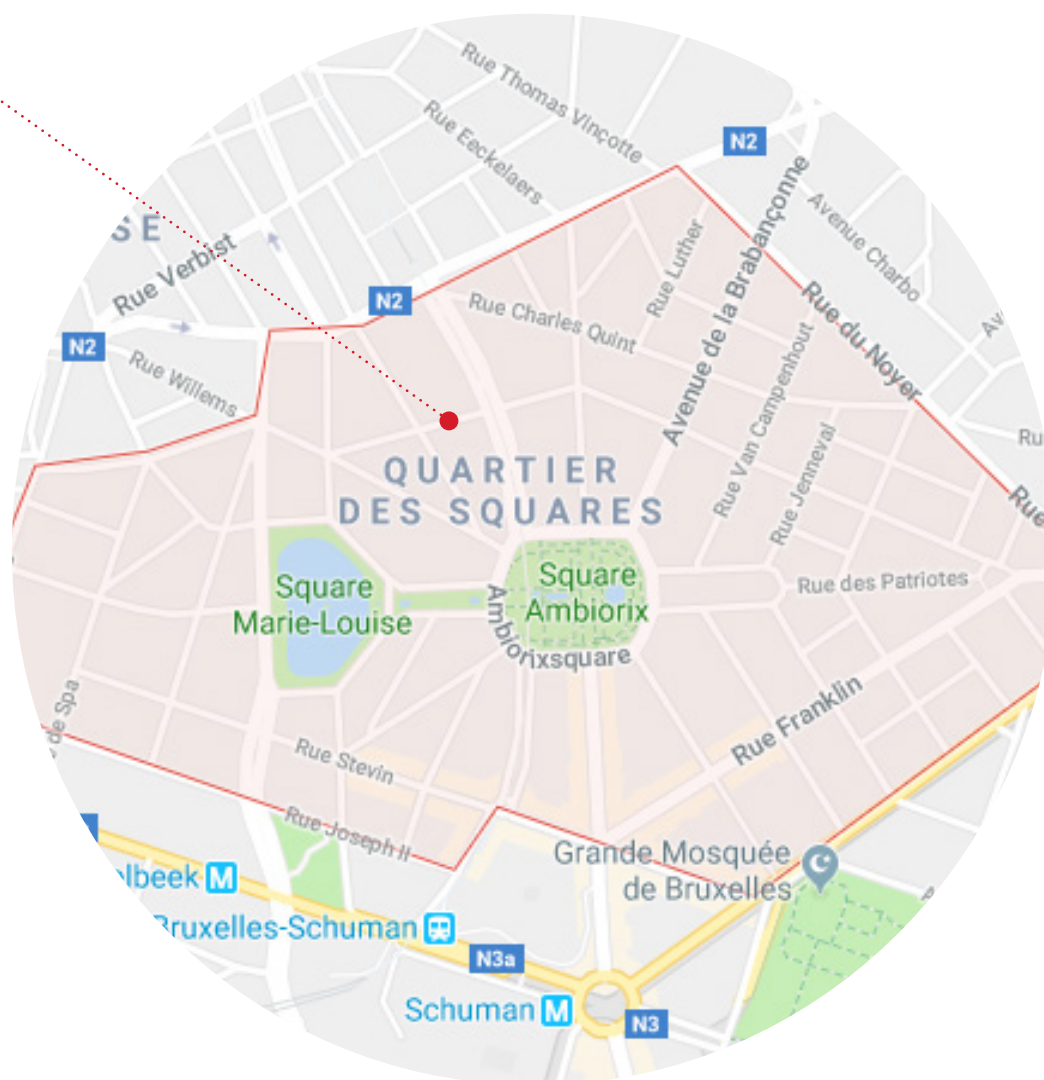 Rue Thomas Vinçotte
N2
Rue Eeckelaers
Avenue Charbo
SE
Rue Verbist
Rue Luther
Avenue de la Brabançonne
N2
Rue Charles Quint
Rue du Noyer
Av
N2
Rue Willems
Rue Van Campenhout
Rue Jenneval
Ru
QUARTIER
DES SQUARES
Rue
Square
Marie-Louise
Square
Ambiorix
Ambiorixsquare
Rue des Patriotes
de Spa
Rue Franklin
Rue Stevin
Rue Joseph II
Grande Mosquée
de Bruxelles
elbeek M
Bruxelles-Schuman
N3a
Schuman M
N3